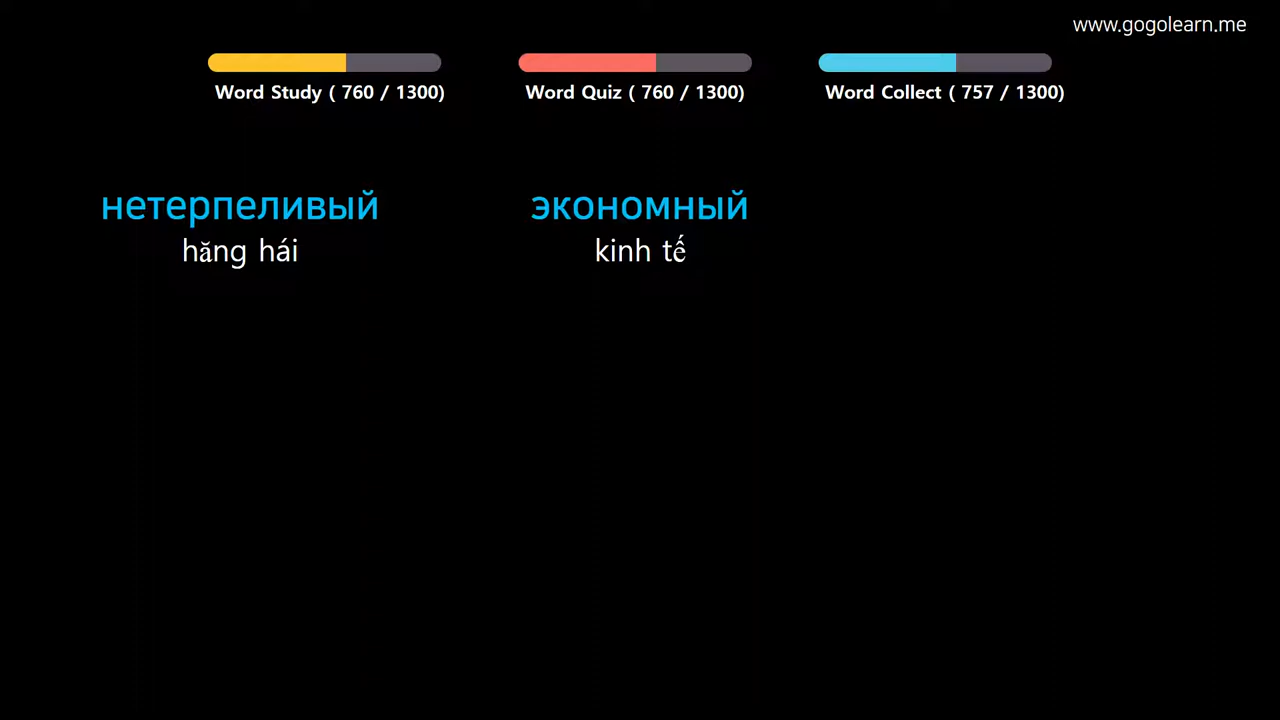 www.gogolearn.me
Word Study ( 760 / 1300)
Word Quiz ( 760 / 1300)
Word Collect ( 757 / 1300)
нетерпеливый
hăng hái
экономный
kinh tế